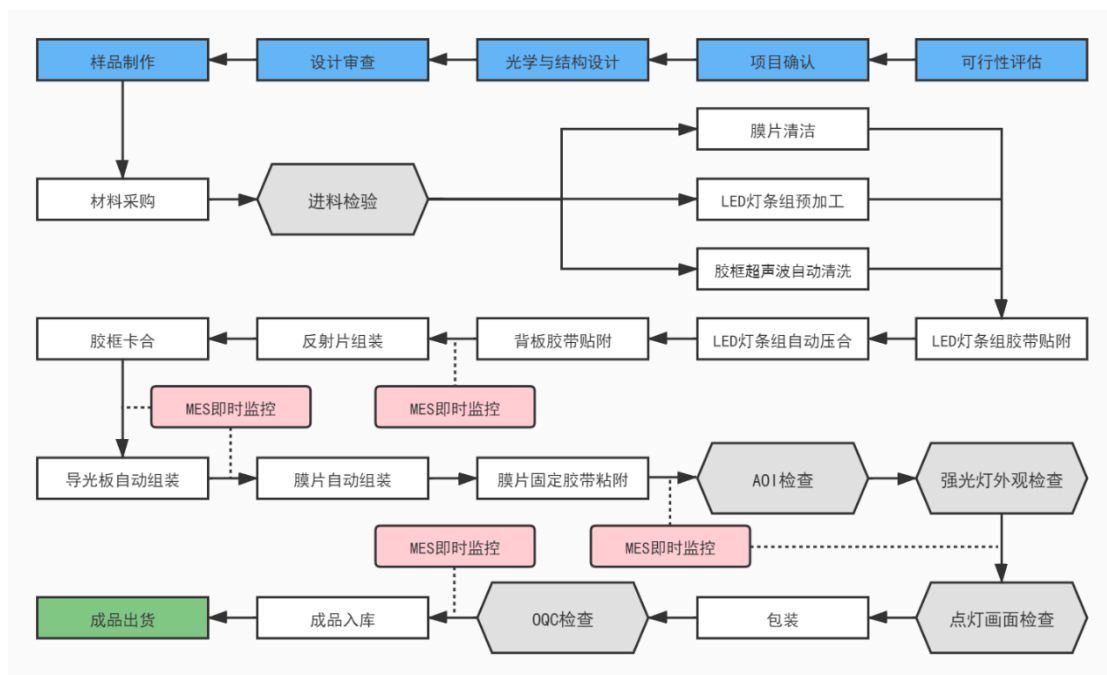 样品制作
设计审查
光学与结构设计
项目确认
可行性评估
膜片清洁
材料采购
进料检验
LED灯条组预加工
胶框超声波自动清洗
胶框卡合
反射片组装
背板胶带贴附
LED灯条组自动压合
LED灯条组胶带贴附
MES即时监控
MES即时监控
导光板自动组装
膜片自动组装
膜片固定胶带粘附
AOI检查
强光灯外观检查
MES即时监控
MES即时监控
成品出货
成品入库
OQC检查
包装
点灯画面检查